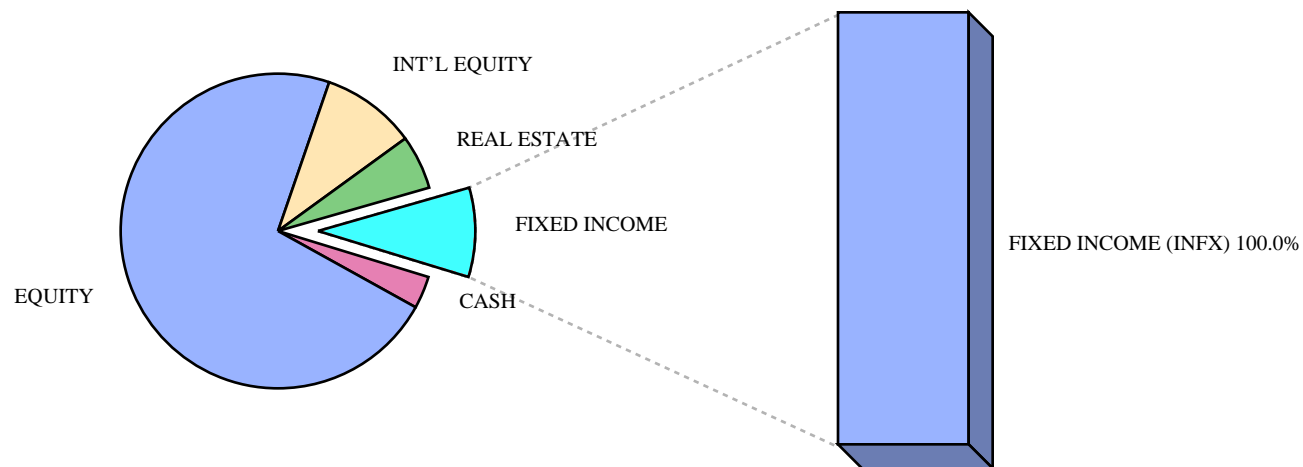 INT'L EQUITY
REAL ESTATE
FIXED INCOME
FIXED INCOME (INFX) 100.0%
EQUITY
CASH